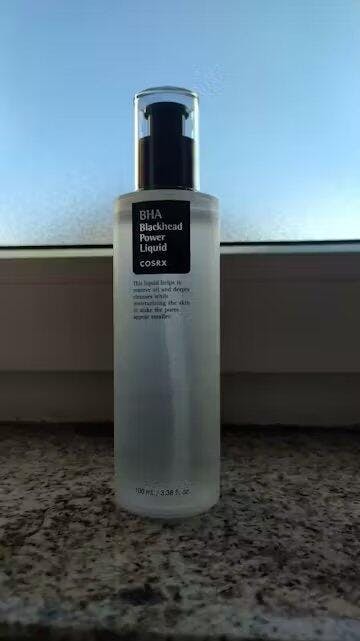 BHA
Blackhead
Power
Liquid
COSRX
This liquid helps to
remove oil and deeply
cleanses while
moisturizing the skin
to make the pores
appear smaller.
100 mL / 3.38 fl. oz